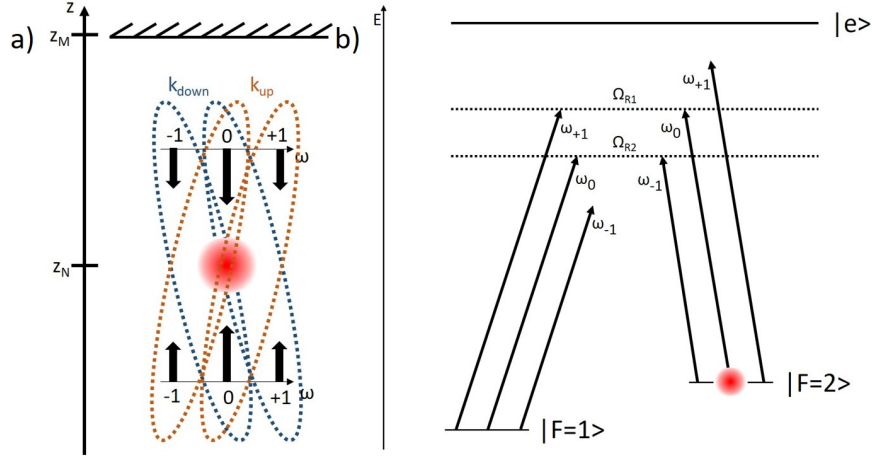 a)
z
z_M
z_N
k_down
k_up
-1 0 +1
ω
-1 0 +1
ω
b)
E
|e>
Ω_R1
Ω_R2
ω_+1
ω_0
ω_-1
ω_-1
ω_0
ω_+1
|F=1>
|F=2>